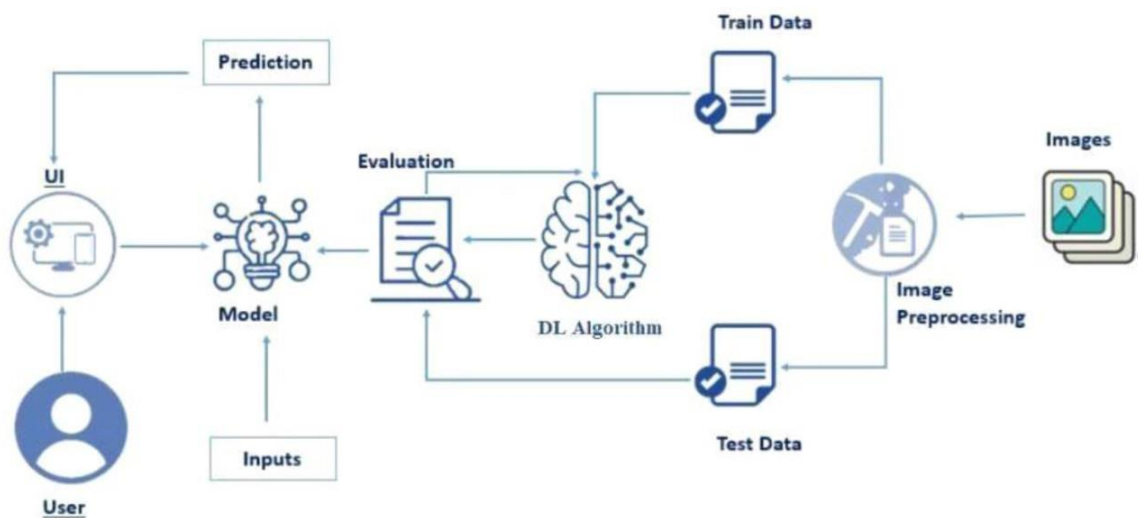 Train Data
Prediction
Images
Evaluation
UI
Image
Preprocessing
Model
DL Algorithm
Inputs
Test Data
User